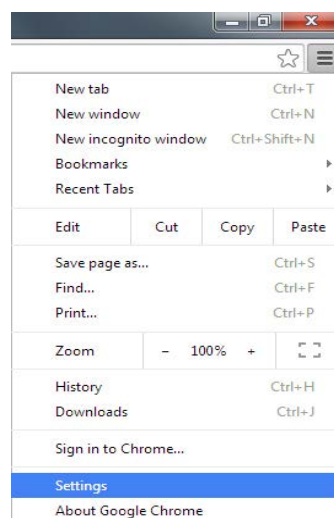 New tab Ctrl+T
New window Ctrl+N
New incognito window Ctrl+Shift+N
Bookmarks
Recent Tabs
Edit Cut Copy Paste
Save page as... Ctrl+S
Find... Ctrl+F
Print... Ctrl+P
Zoom - 100% +
History Ctrl+H
Downloads Ctrl+J
Sign in to Chrome...
Settings
About Google Chrome